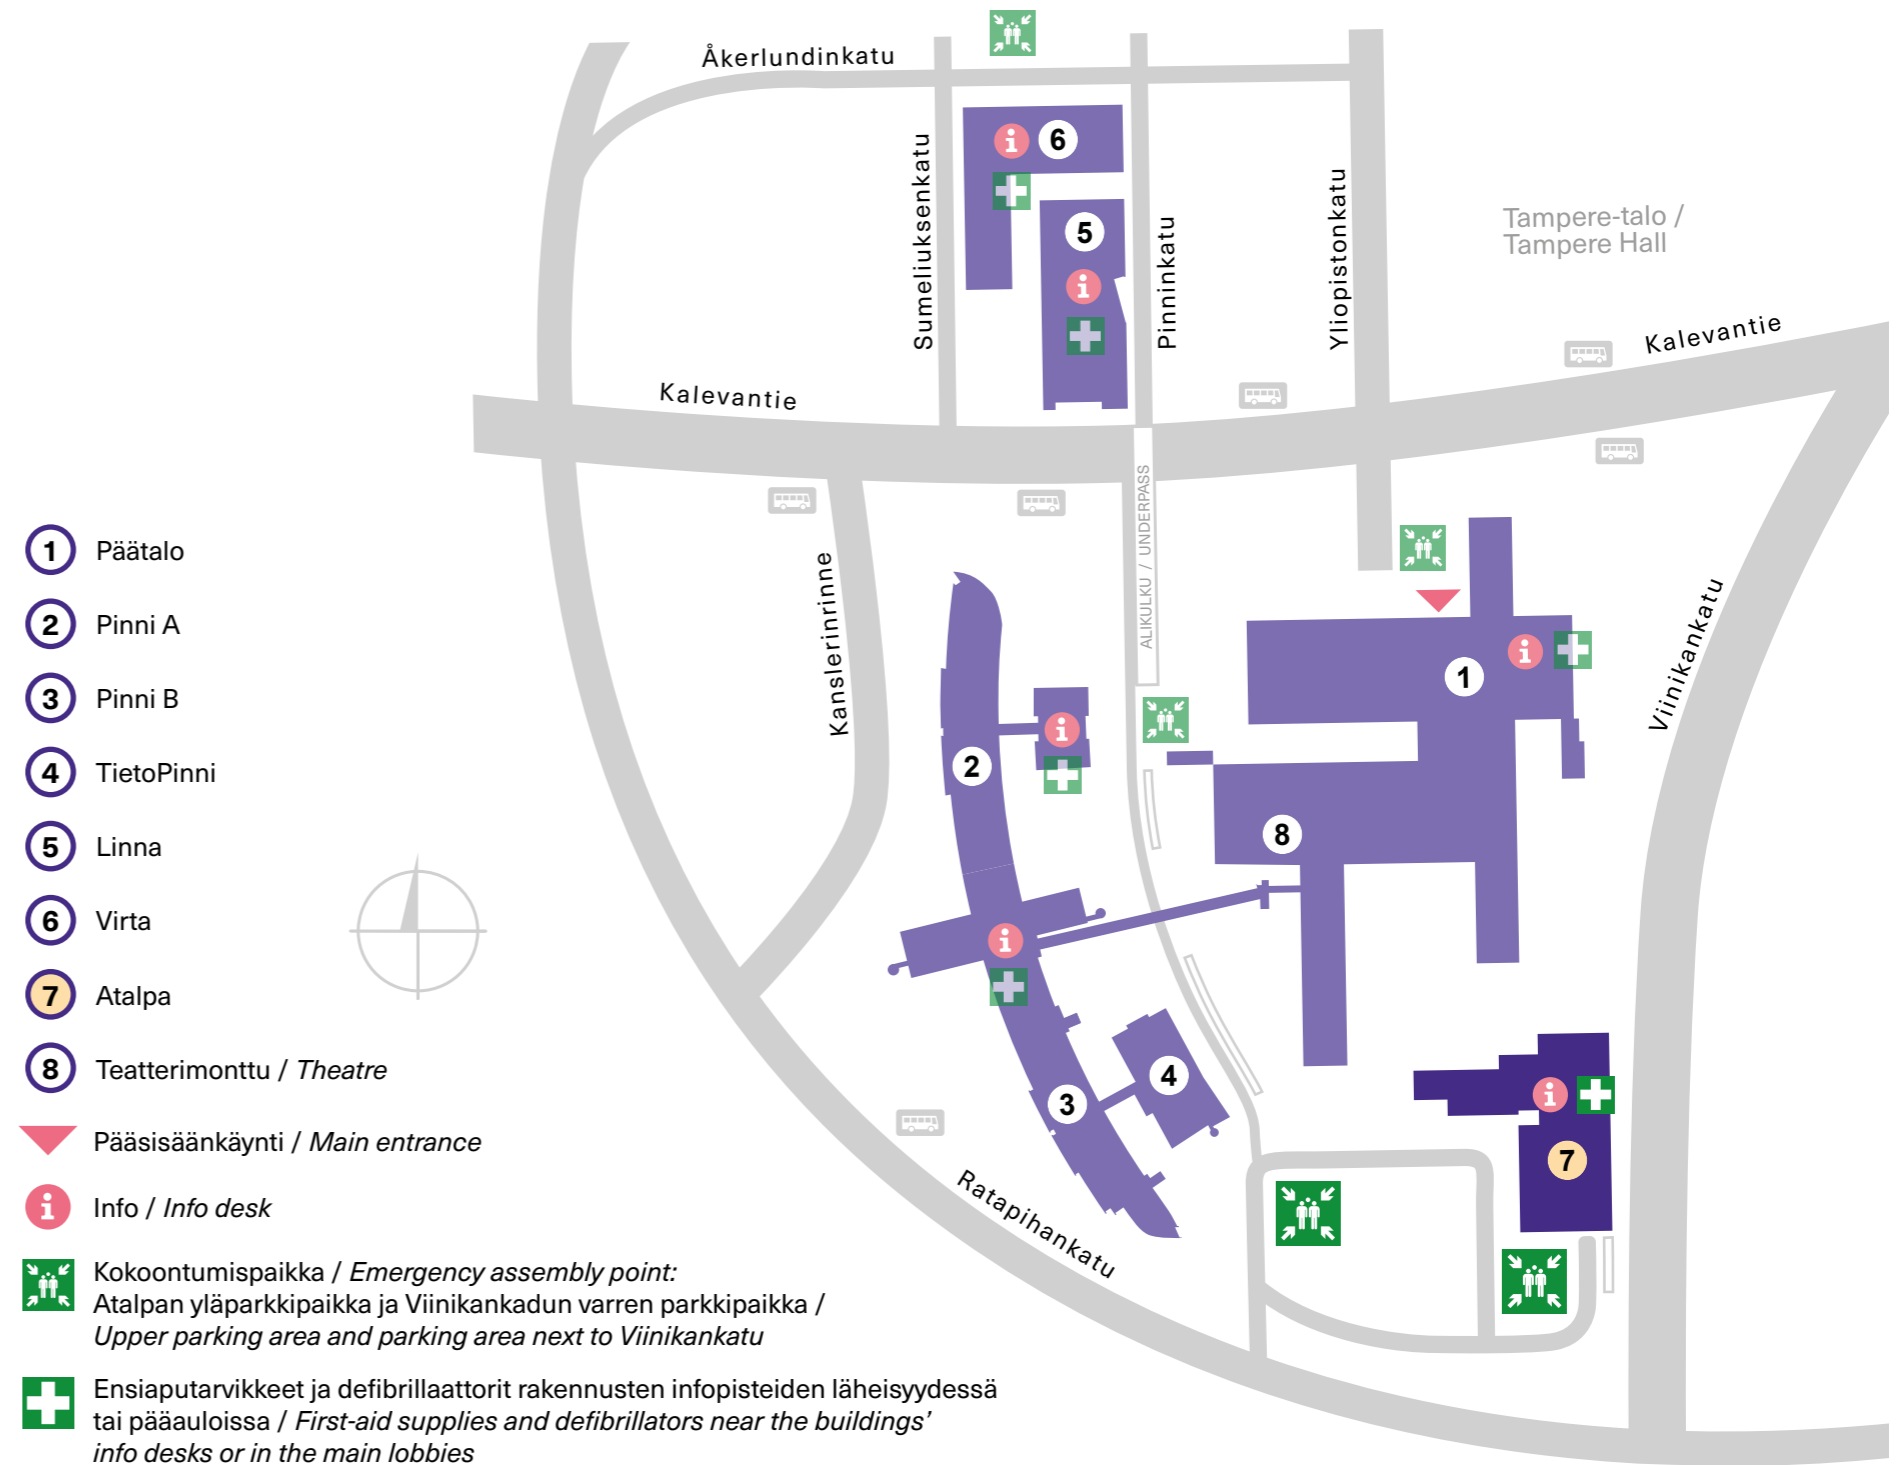 Åkerlundinkatu
Sumeliuksenkatu
Pinninkatu
Yliopistonkatu
Tampere-talo /
Tampere Hall
Kalevantie
Kalevantie
6
5
ALIKULKU / UNDERPASS
Kanslerinrinne
Viinikankatu
1
2
8
3
4
7
Ratapihankatu
1 Päätalo
2 Pinni A
3 Pinni B
4 TietoPinni
5 Linna
6 Virta
7 Atalpa
8 Teatterimonttu / Theatre
Pääsisäänkäynti / Main entrance
i Info / Info desk
Kokoontumispaikka / Emergency assembly point:
Atalpan yläparkkipaikka ja Viinikankadun varren parkkipaikka /
Upper parking area and parking area next to Viinikankatu
Ensiaputarvikkeet ja defibrillaattorit rakennusten infopisteiden läheisyydessä
tai pääauloissa / First-aid supplies and defibrillators near the buildings’
info desks or in the main lobbies